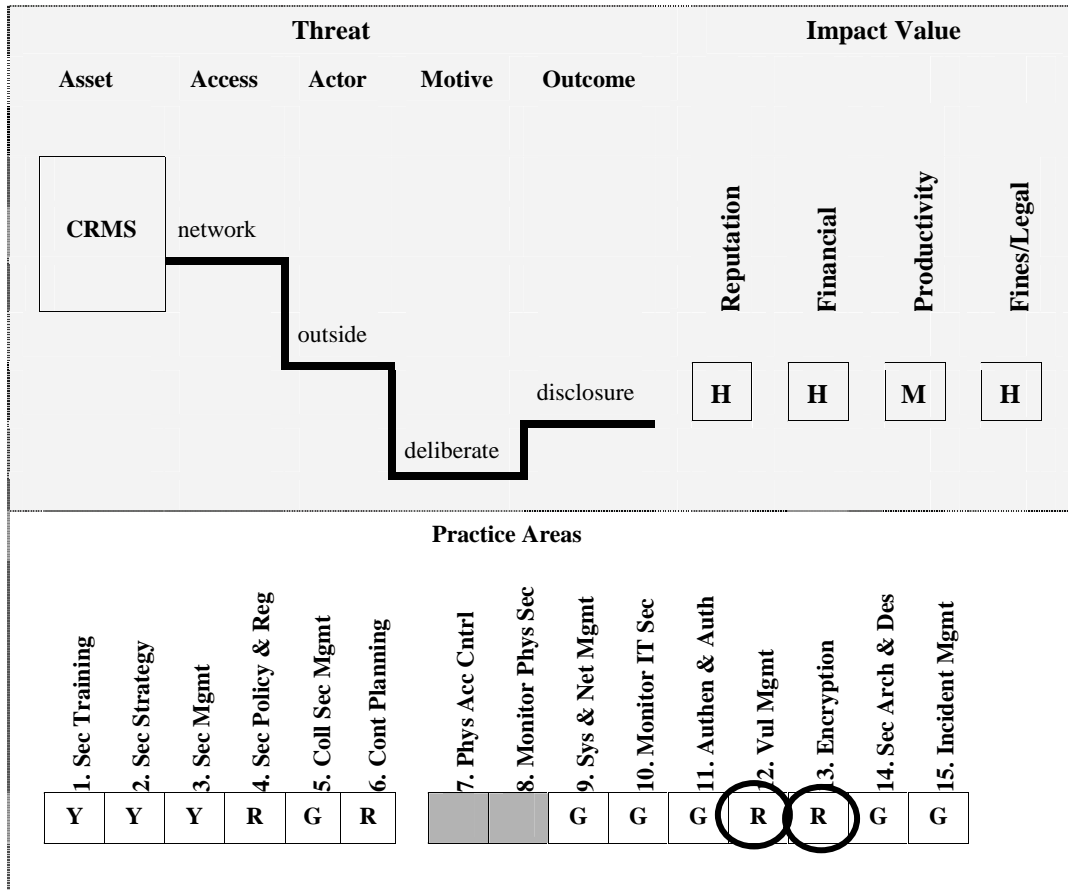 Threat Impact Value
Asset Access Actor Motive Outcome
Reputation
Financial
Productivity
Fines/Legal
CRMS network
outside
disclosure
H H M H
deliberate
Practice Areas
1. Sec Training
2. Sec Strategy
3. Sec Mgmt
4. Sec Policy & Reg
5. Coll Sec Mgmt
6. Cont Planning
7. Phys Acc Cntrl
8. Monitor Phys Sec
9. Sys & Net Mgmt
10. Monitor IT Sec
11. Authen & Auth
12. Vul Mgmt
13. Encryption
14. Sec Arch & Des
15. Incident Mgmt
Y Y Y R G R G G G R R G G